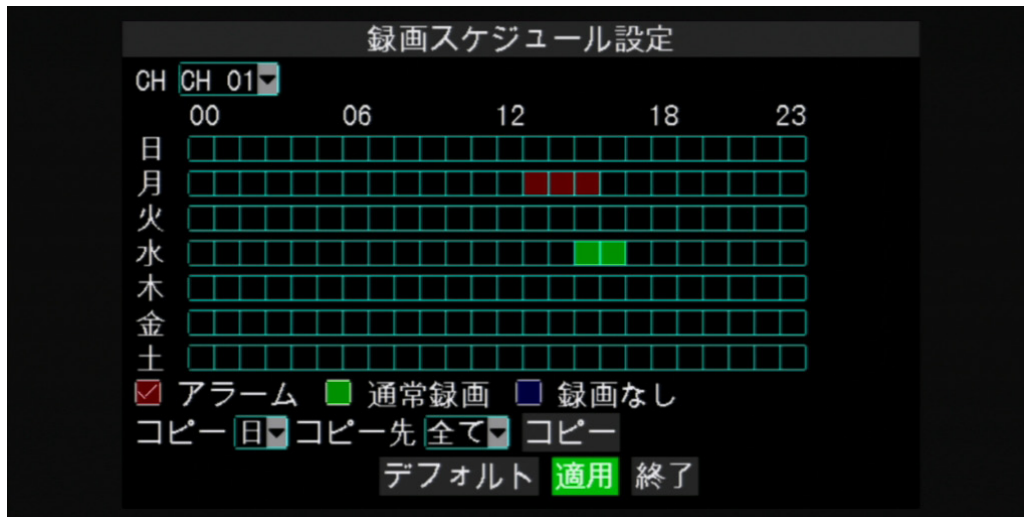 録画スケジュール設定
CH CH 01
00 06 12 18 23
日
月
火
水
木
金
土
アラーム 通常録画 録画なし
コピー 日 コピー先 全て コピー
デフォルト 適用 終了